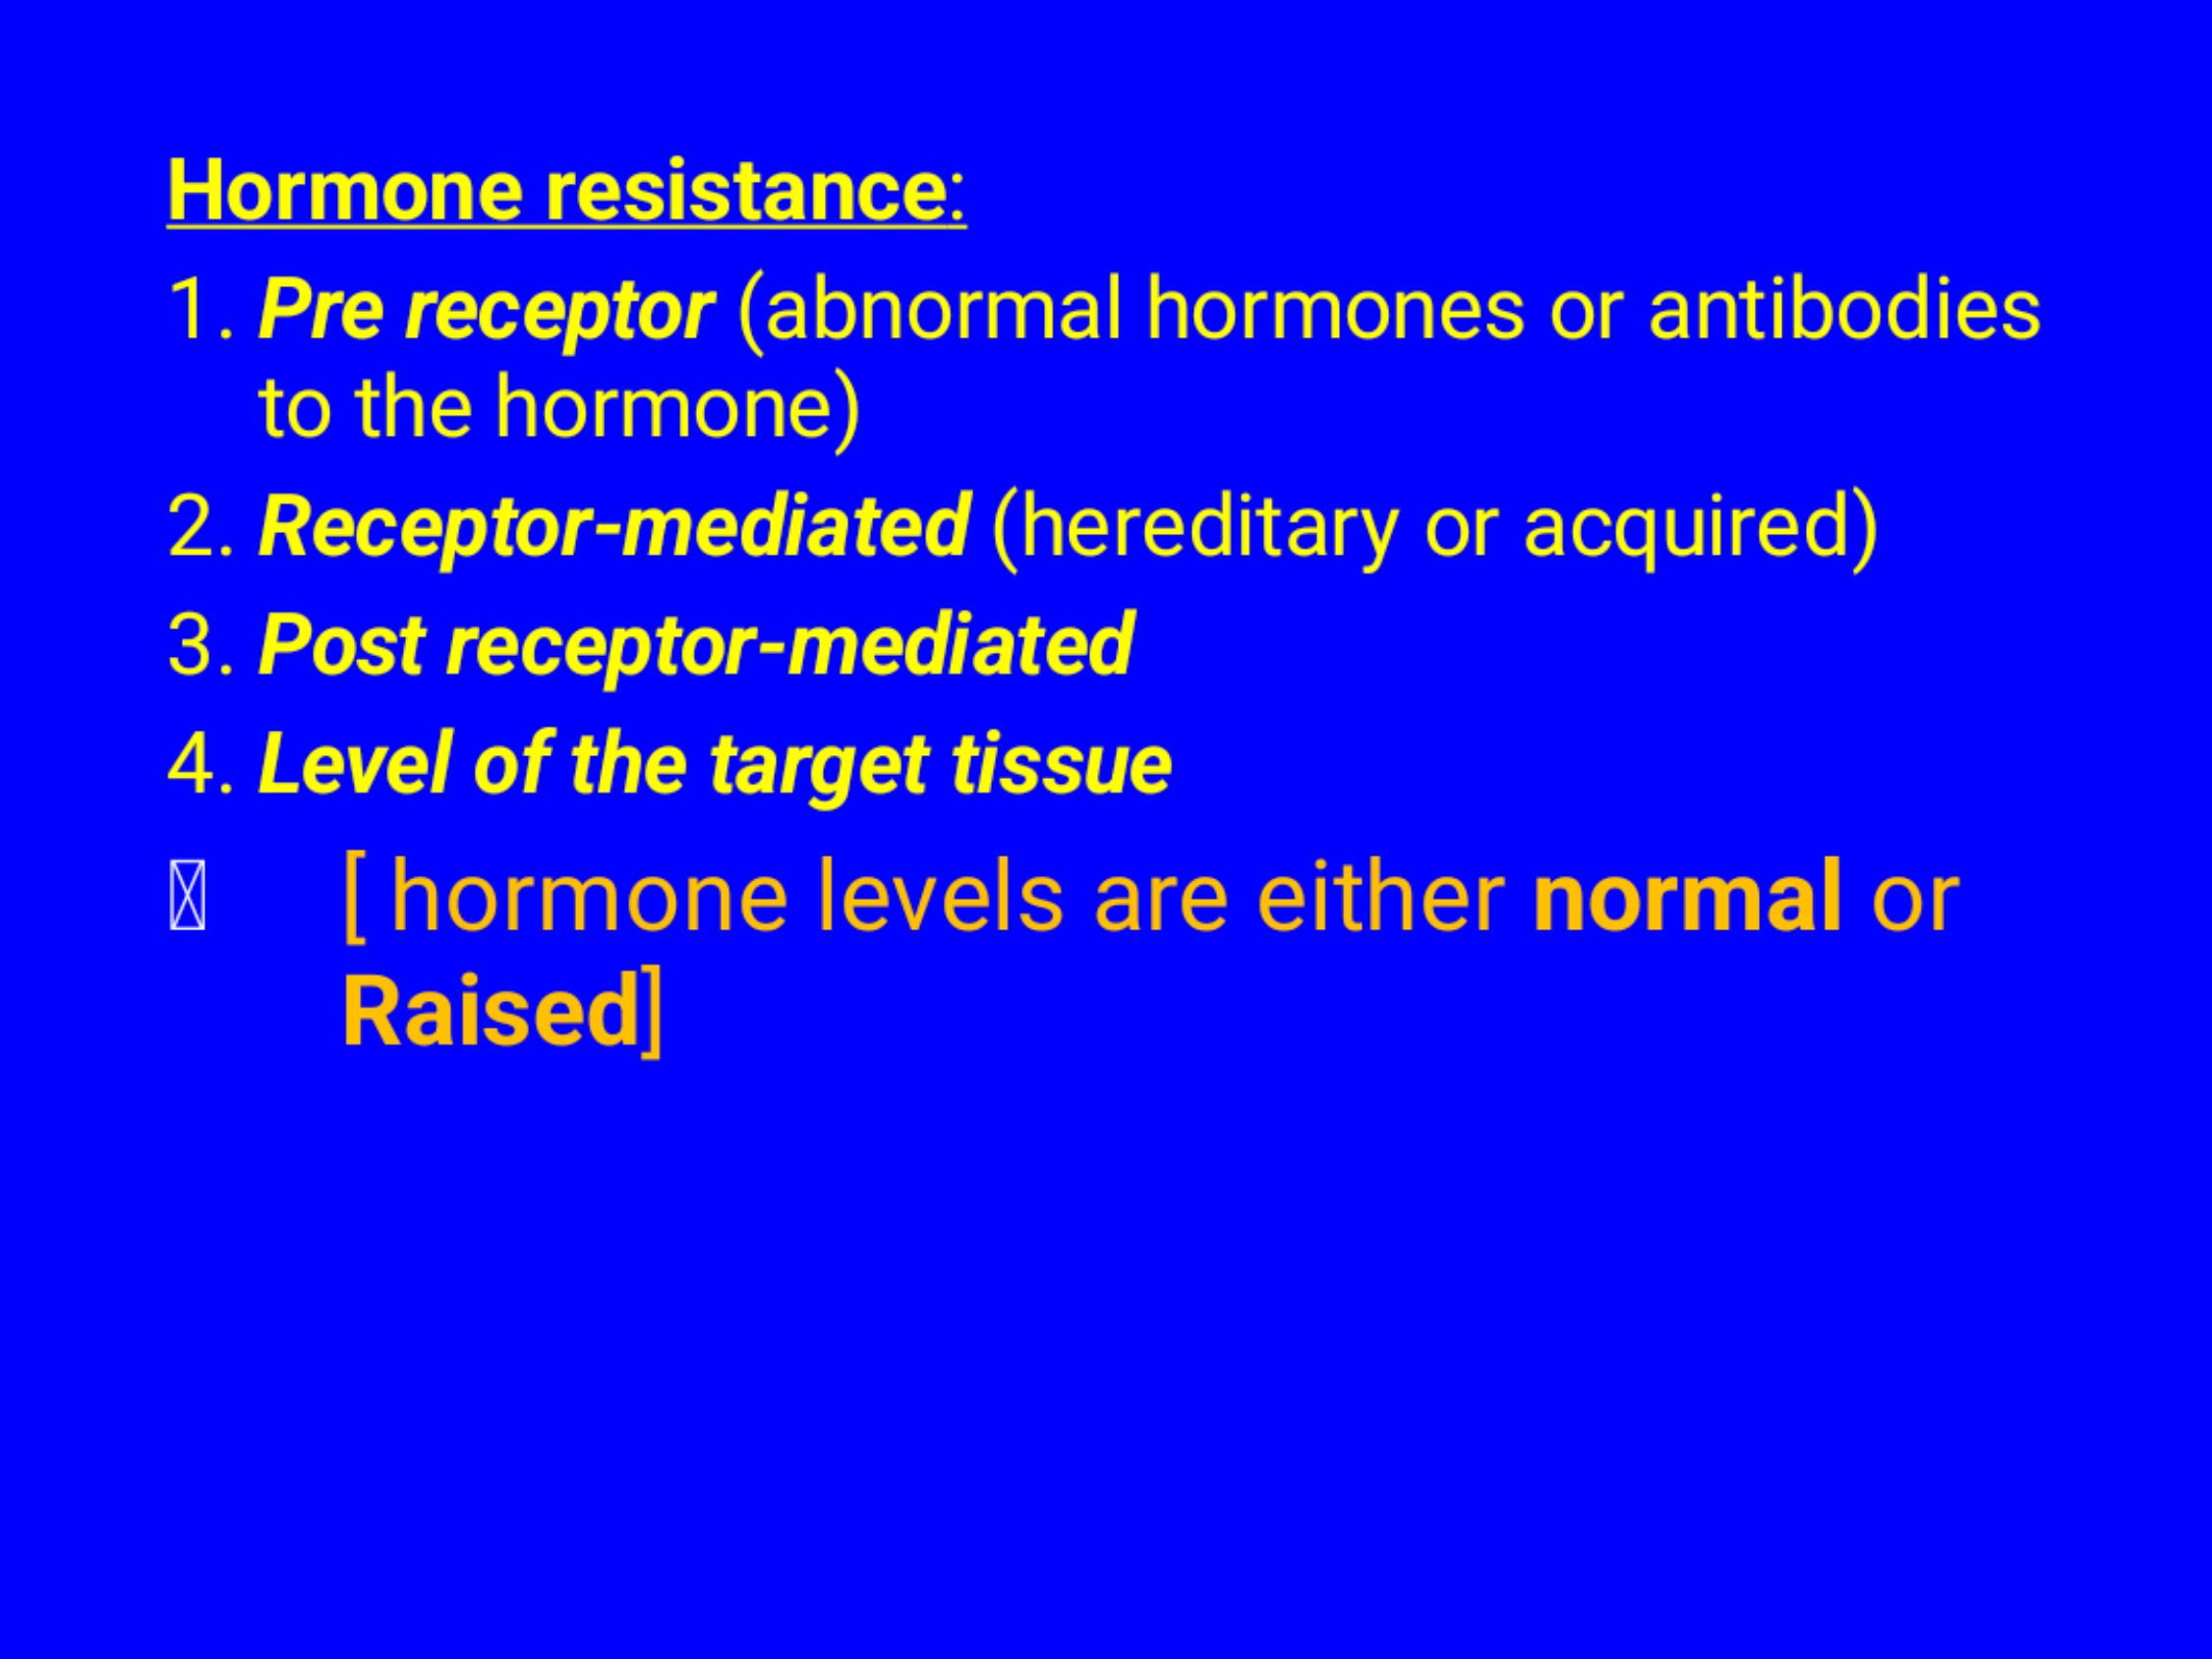 Hormone resistance:
1. Pre receptor (abnormal hormones or antibodies
to the hormone)
2. Receptor-mediated (hereditary or acquired)
3. Post receptor-mediated
4. Level of the target tissue
[ hormone levels are either normal or
Raised]